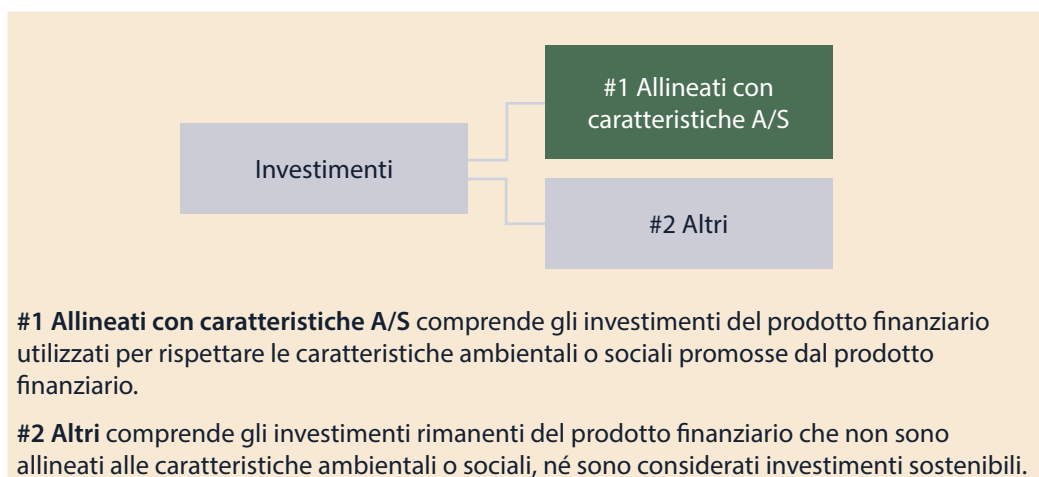 #1 Allineati con
caratteristiche A/S
Investimenti
#2 Altri
#1 Allineati con caratteristiche A/S comprende gli investimenti del prodotto finanziario
utilizzati per rispettare le caratteristiche ambientali o sociali promosse dal prodotto
finanziario.
#2 Altri comprende gli investimenti rimanenti del prodotto finanziario che non sono
allineati alle caratteristiche ambientali o sociali, né sono considerati investimenti sostenibili.